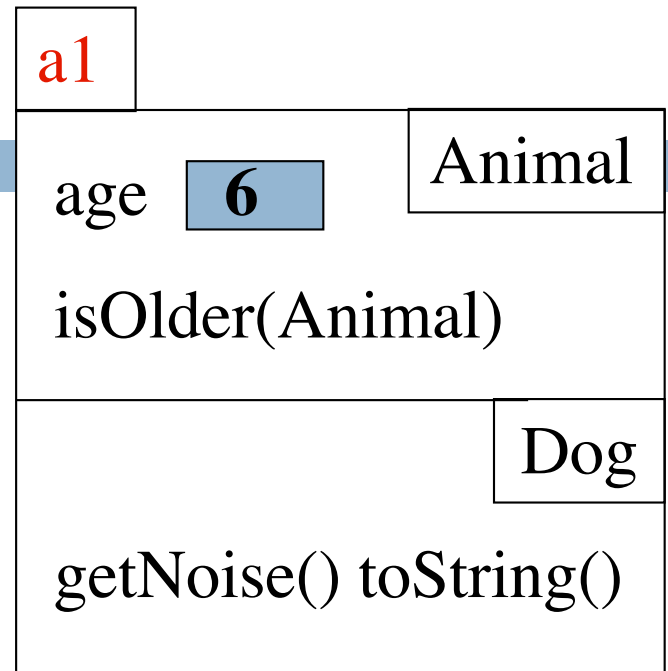 a1
Animal
age 6
isOlder(Animal)
Dog
getNoise() toString()